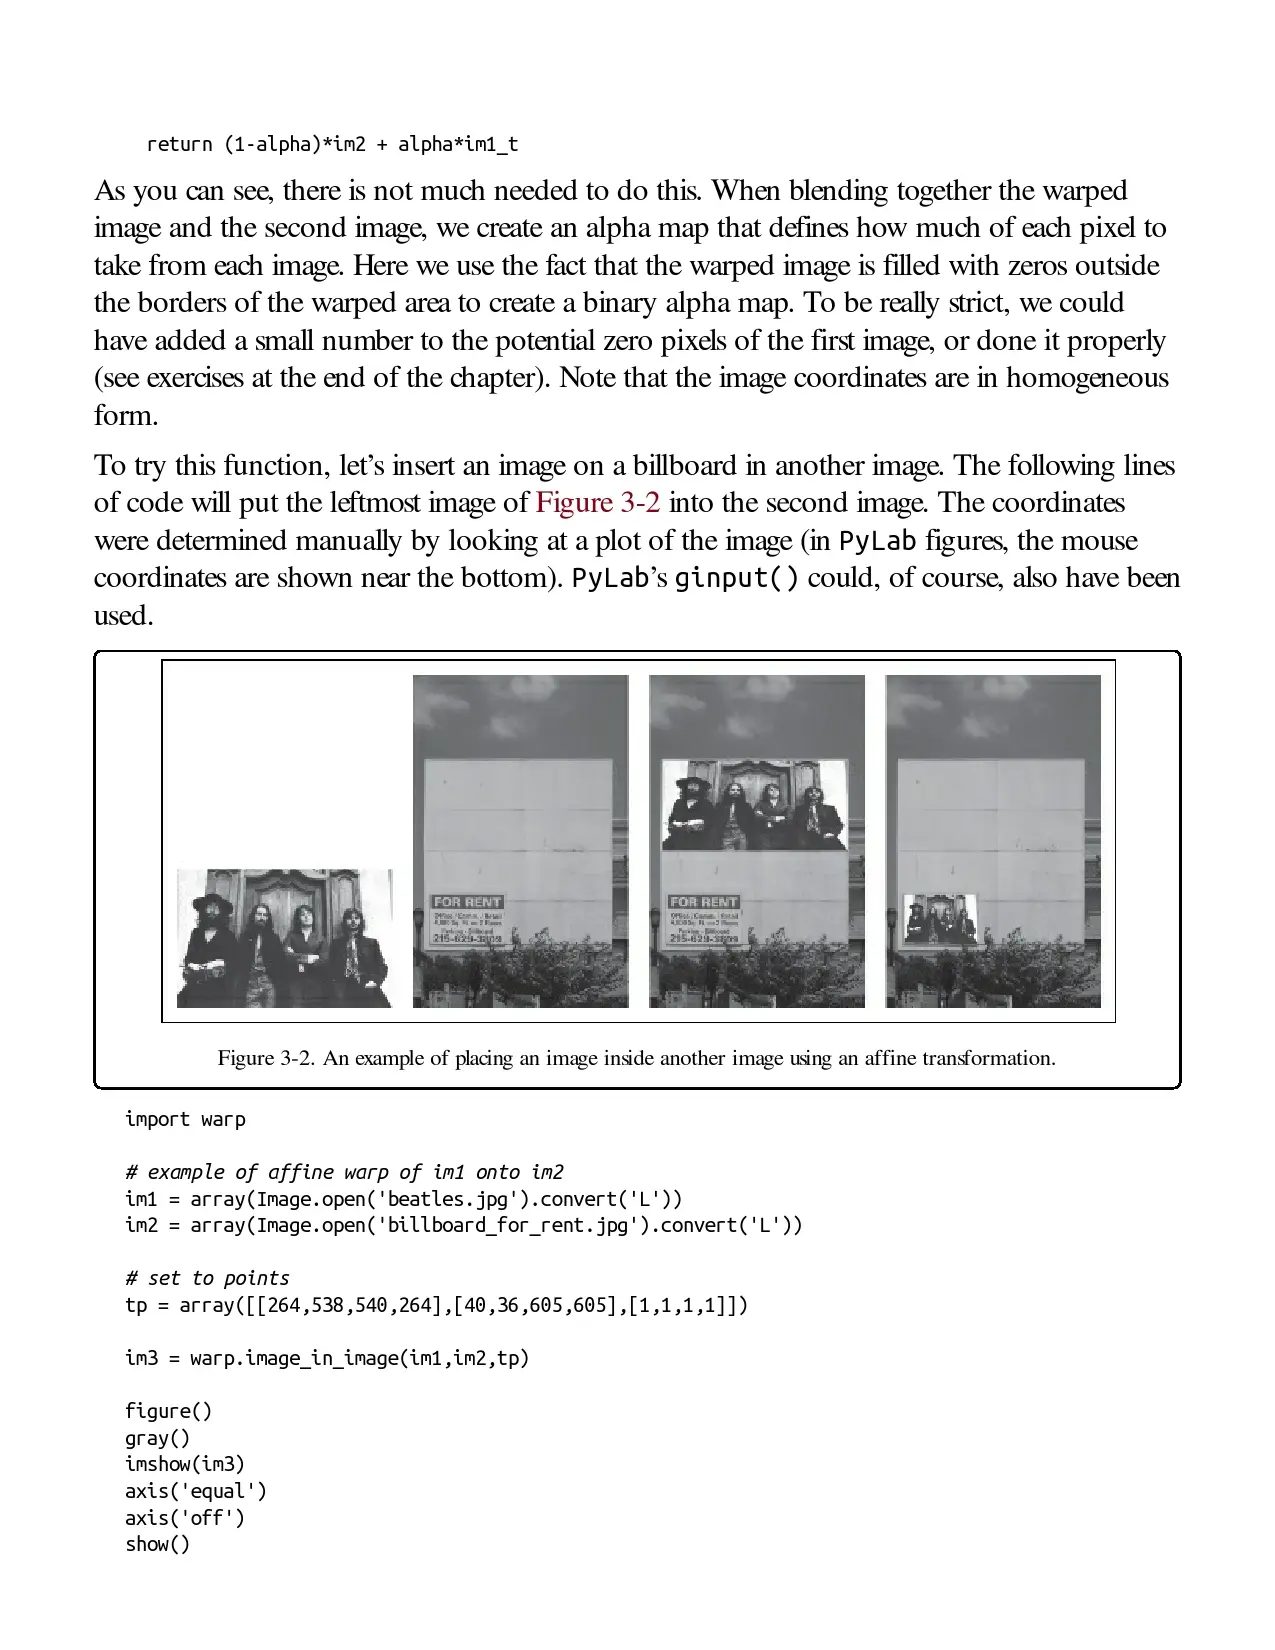 return (1-alpha)*im2 + alpha*im1_t
As you can see, there is not much needed to do this. When blending together the warped
image and the second image, we create an alpha map that defines how much of each pixel to
take from each image. Here we use the fact that the warped image is filled with zeros outside
the borders of the warped area to create a binary alpha map. To be really strict, we could
have added a small number to the potential zero pixels of the first image, or done it properly
(see exercises at the end of the chapter). Note that the image coordinates are in homogeneous
form.
To try this function, let’s insert an image on a billboard in another image. The following lines
of code will put the leftmost image of Figure 3-2 into the second image. The coordinates
were determined manually by looking at a plot of the image (in PyLab figures, the mouse
coordinates are shown near the bottom). PyLab’s ginput() could, of course, also have been
used.
FOR RENT
Office / Comm. / Retail
Parking - Billboard
215-629-3809
FOR RENT
Office / Comm. / Retail
Parking - Billboard
215-629-3809
Figure 3-2. An example of placing an image inside another image using an affine transformation.
import warp
# example of affine warp of im1 onto im2
im1 = array(Image.open('beatles.jpg').convert('L'))
im2 = array(Image.open('billboard_for_rent.jpg').convert('L'))
# set to points
tp = array([[264,538,540,264],[40,36,605,605],[1,1,1,1]])
im3 = warp.image_in_image(im1,im2,tp)
figure()
gray()
imshow(im3)
axis('equal')
axis('off')
show()